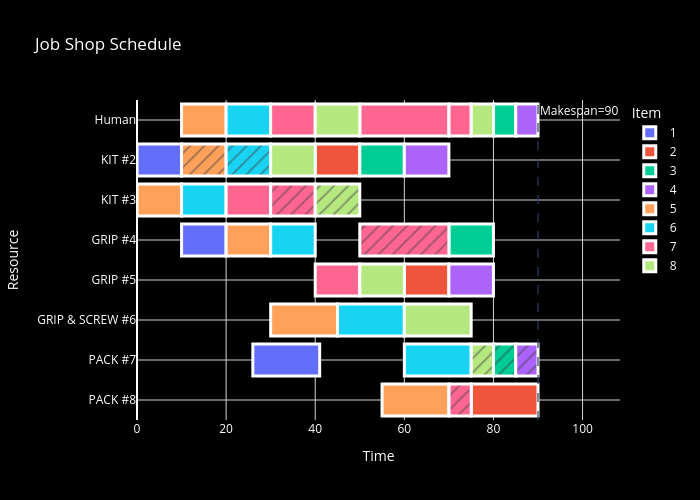 Job Shop Schedule
Makespan=90
Item
1
2
3
4
5
6
7
8
Resource
Human
KIT #2
KIT #3
GRIP #4
GRIP #5
GRIP & SCREW #6
PACK #7
PACK #8
0 20 40 60 80 100
Time